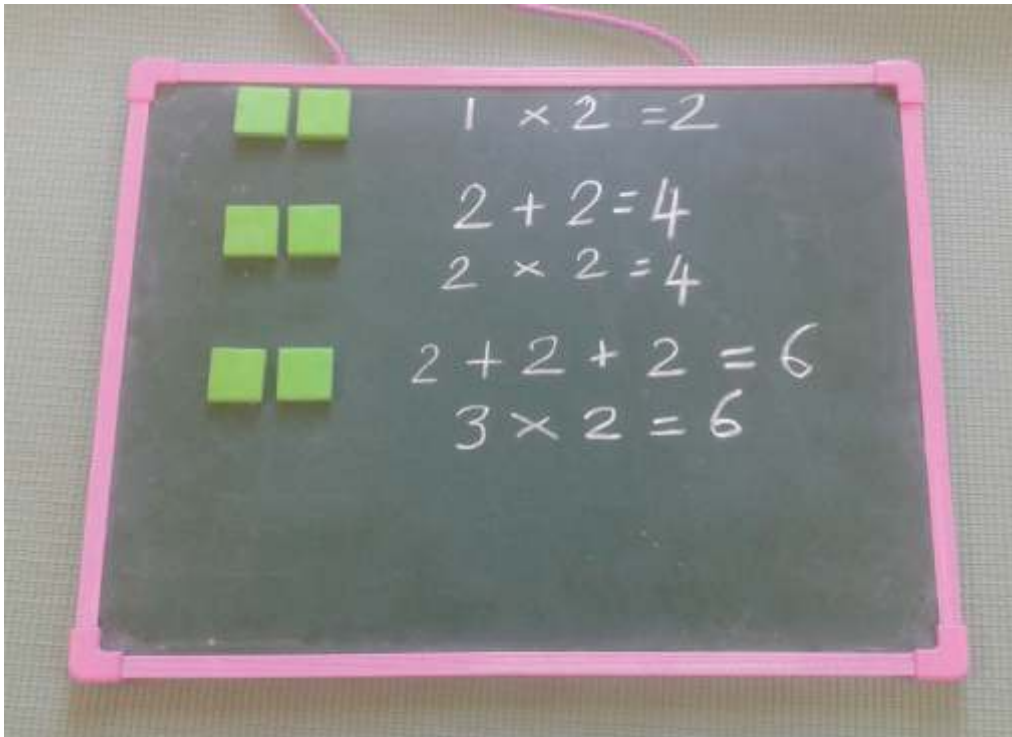 1 × 2 = 2
2 + 2 = 4
2 × 2 = 4
2 + 2 + 2 = 6
3 × 2 = 6